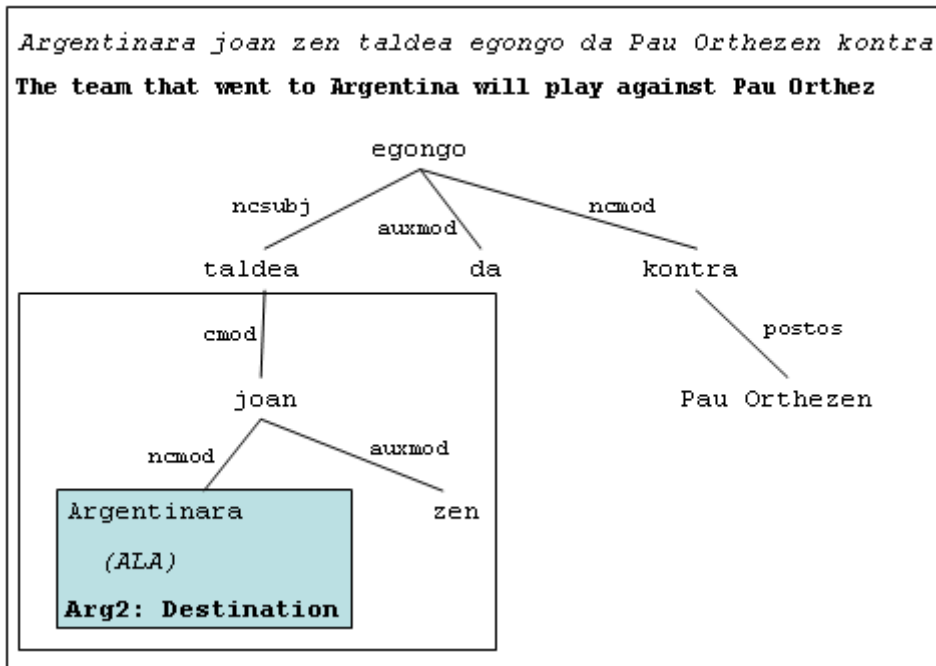 Argentinara joan zen taldea egongo da Pau Orthezen kontra
The team that went to Argentina will play against Pau Orthez
egongo
ncsubj
auxmod
ncmod
taldea
da
kontra
cmod
postos
joan
Pau Orthezen
ncmod
auxmod
Argentinara
zen
(ALA)
Arg2: Destination